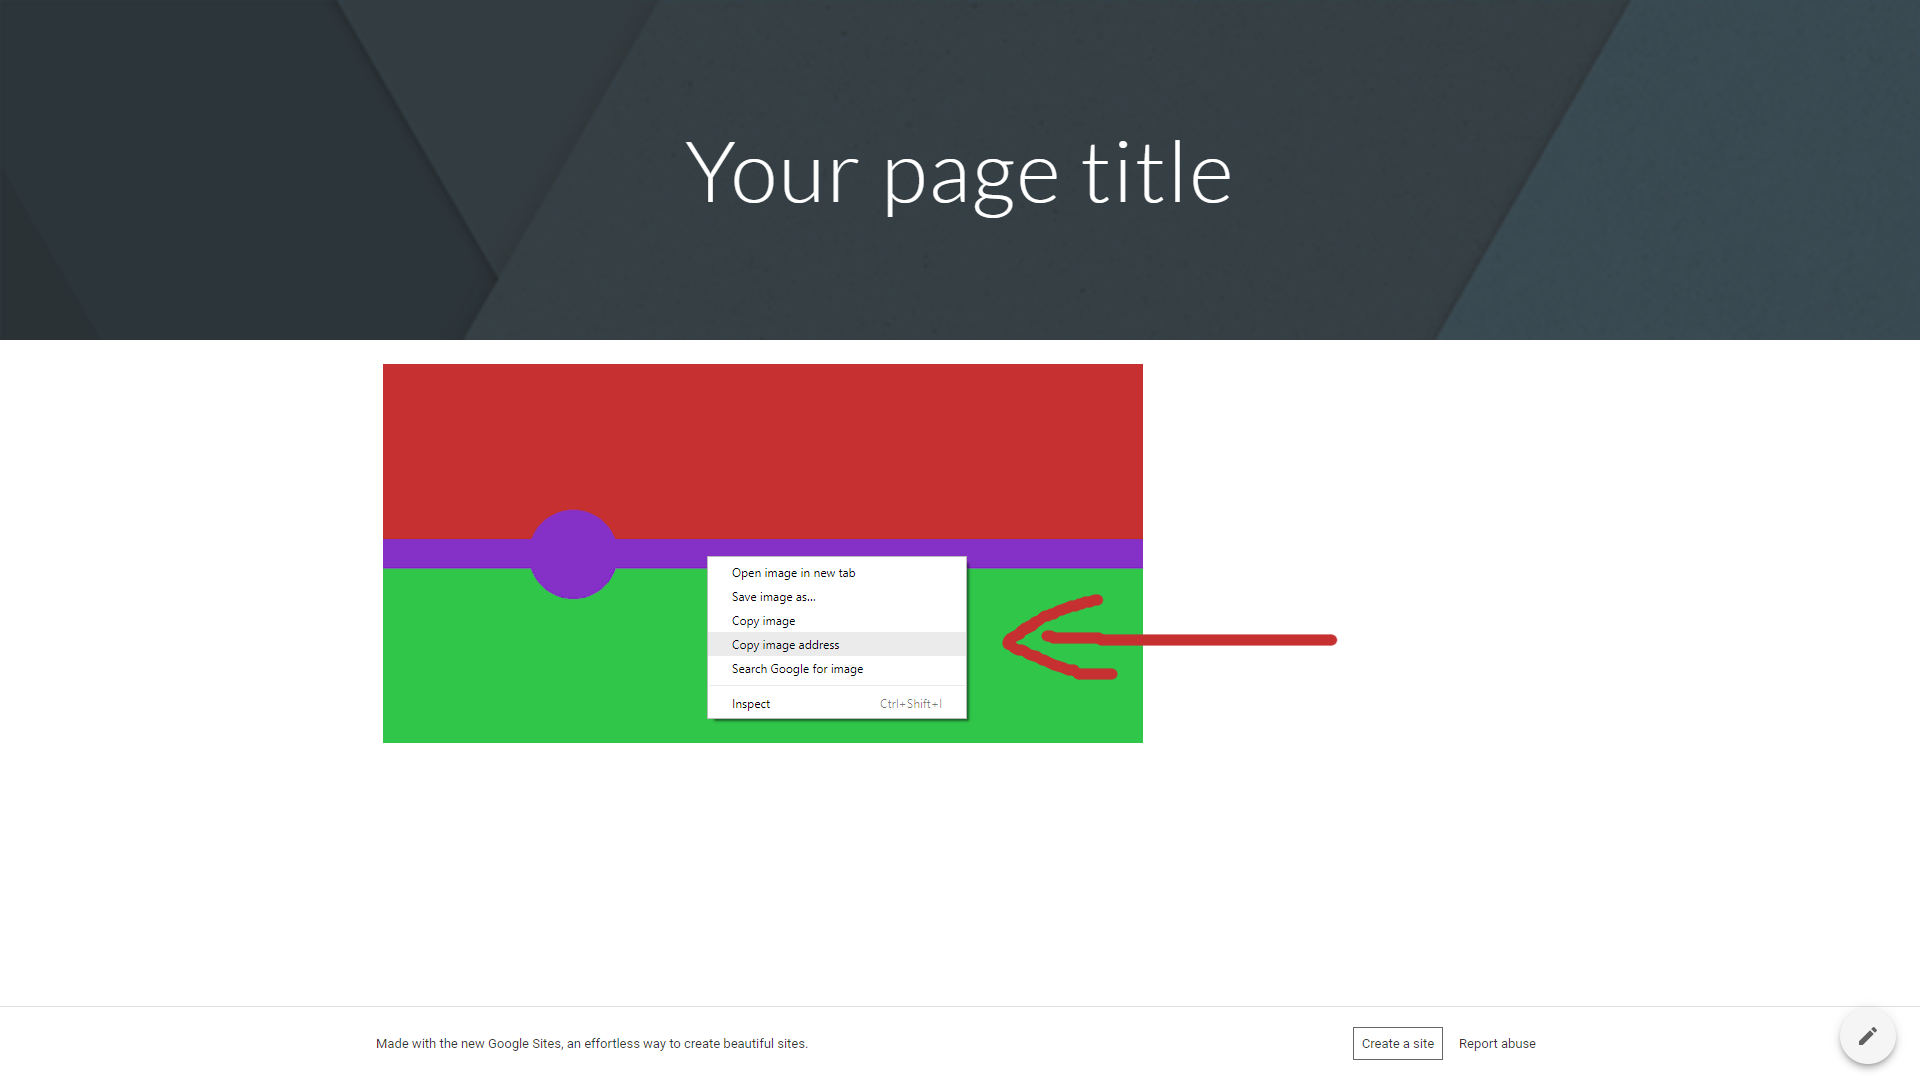 Your page title
Open image in new tab
Save image as...
Copy image
Copy image address
Search Google for image
Inspect Ctrl+Shift+I
Made with the new Google Sites, an effortless way to create beautiful sites.
Create a site
Report abuse